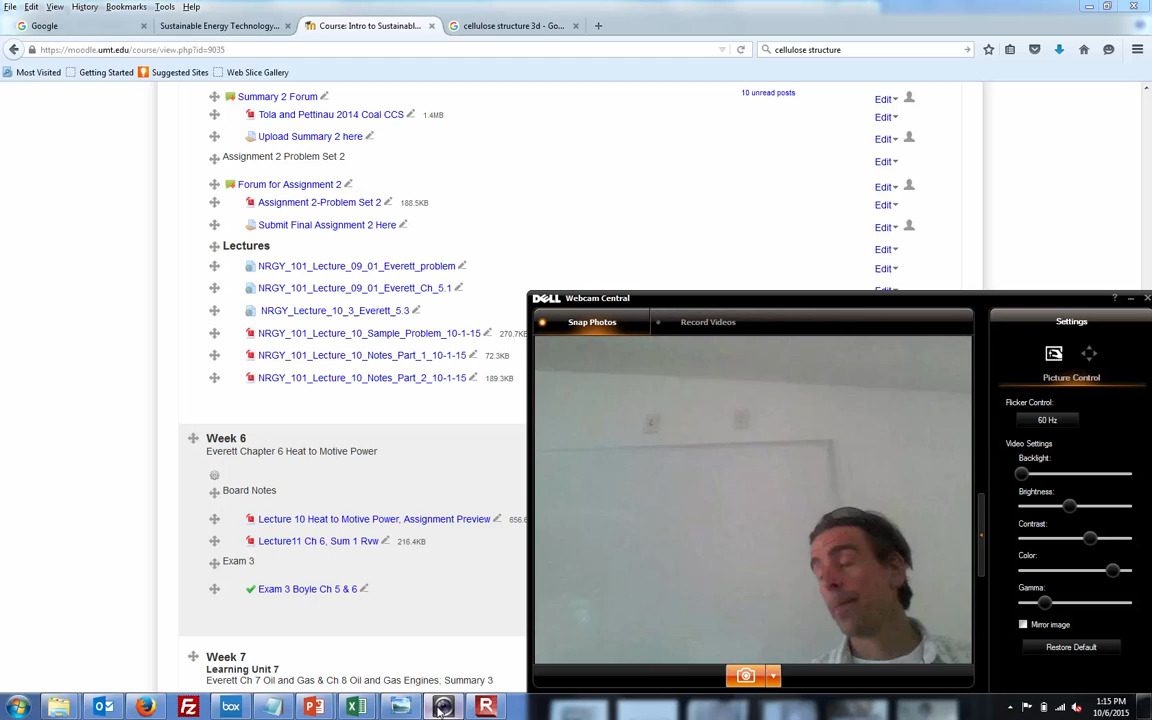 File Edit View History Bookmarks Tools Help
Google
Sustainable Energy Technology...
Course: Intro to Sustainabl...
cellulose structure 3d - Go...
https://moodle.umt.edu/course/view.php?id=9035
cellulose structure
Most Visited Getting Started Suggested Sites Web Slice Gallery
Summary 2 Forum
10 unread posts
Edit
Tola and Pettinau 2014 Coal CCS 1.4MB
Edit
Upload Summary 2 here
Edit
Assignment 2 Problem Set 2
Edit
Forum for Assignment 2
Edit
Assignment 2-Problem Set 2 188.5KB
Edit
Submit Final Assignment 2 Here
Edit
Lectures
Edit
NRGY_101_Lecture_09_01_Everett_problem
Edit
NRGY_101_Lecture_09_01_Everett_Ch_5.1
Edit
NRGY_Lecture_10_3_Everett_5.3
NRGY_101_Lecture_10_Sample_Problem_10-1-15 270.7K
NRGY_101_Lecture_10_Notes_Part_1_10-1-15 72.3KB
NRGY_101_Lecture_10_Notes_Part_2_10-1-15 189.3KB
Week 6
Everett Chapter 6 Heat to Motive Power
Board Notes
Lecture 10 Heat to Motive Power, Assignment Preview 656.6
Lecture11 Ch 6, Sum 1 Rvw 216.4KB
Exam 3
Exam 3 Boyle Ch 5 & 6
Week 7
Learning Unit 7
Everett Ch 7 Oil and Gas & Ch 8 Oil and Gas Engines; Summary 3
DELL Webcam Central
Snap Photos Record Videos
Settings
Picture Control
Flicker Control:
60 Hz
Video Settings
Backlight:
Brightness:
Contrast:
Color:
Gamma:
Mirror image
Restore Default
box
1:15 PM
10/6/2015